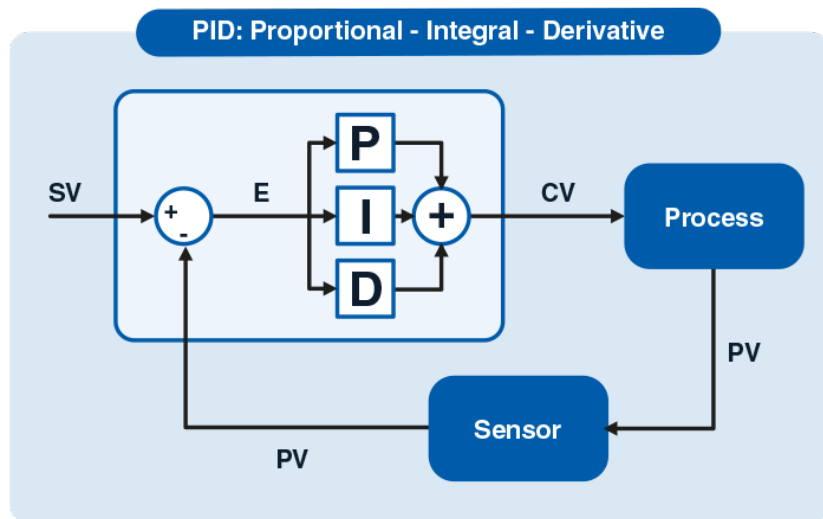 PID: Proportional - Integral - Derivative
P
SV
E
CV
+
-
I
+
Process
D
PV
Sensor
PV